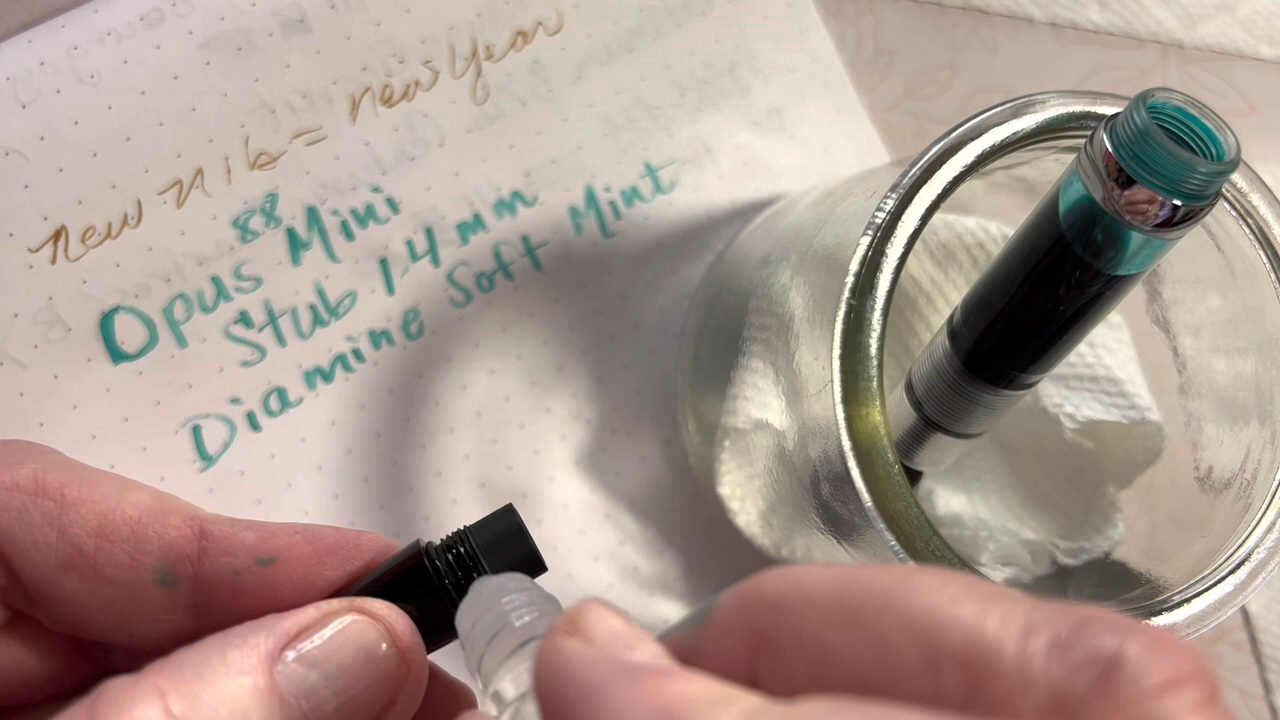 new nib = new year
88
Opus Mini
Stub 1.4 mm
Diamine Soft Mint